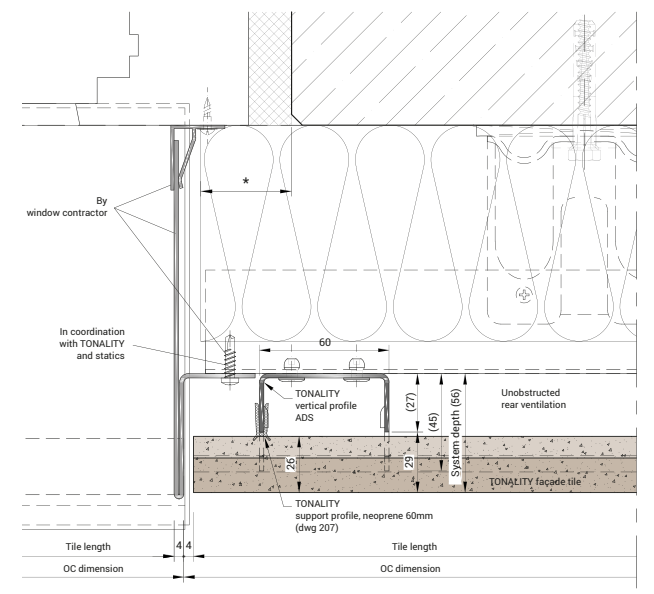 *
By
window contractor
In coordination
with TONALITY
and statics
60
TONALITY
vertical profile
ADS
(27)
(45)
System depth (56)
Unobstructed
rear ventilation
26
29
TONALITY façade tile
TONALITY
support profile, neoprene 60mm
(dwg 207)
Tile length
4
4
Tile length
OC dimension
OC dimension